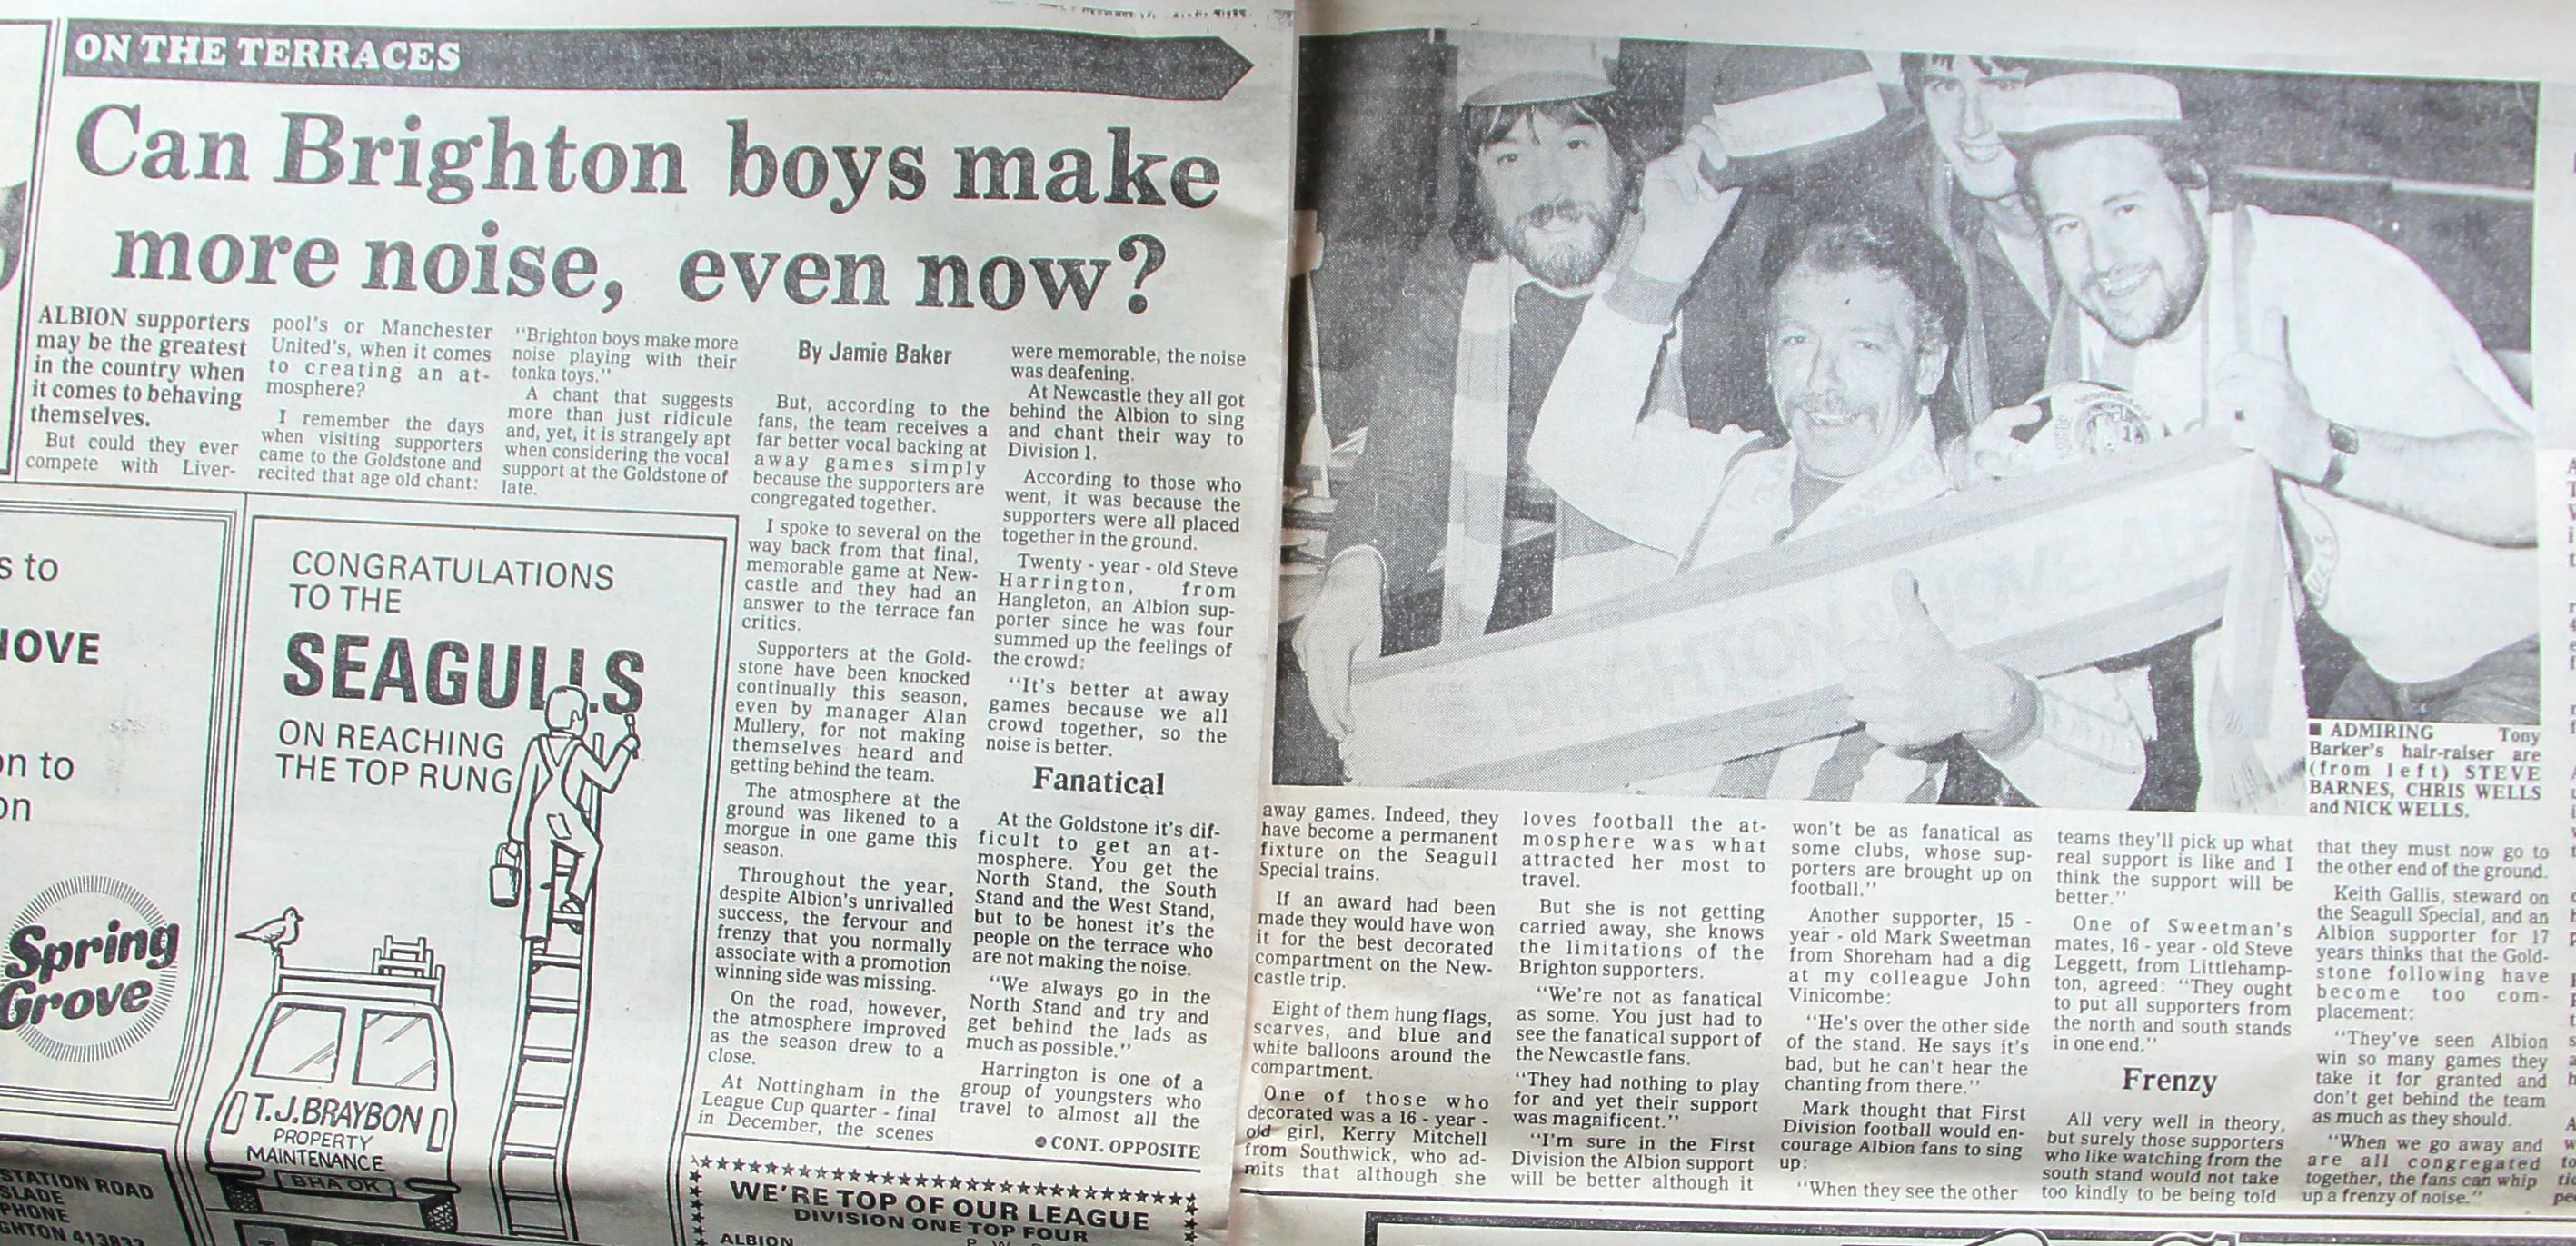 ON THE TERRACES
Can Brighton boys make
more noise, even now?
ALBION supporters
may be the greatest
in the country when
it comes to behaving
themselves.
But could they ever
compete with Liver-
pool's or Manchester
United's, when it comes
to creating an at-
mosphere?
I remember the days
when visiting supporters
came to the Goldstone and
recited that age old chant:
"Brighton boys make more
noise playing with their
tonka toys."
A chant that suggests
more than just ridicule
and, yet, it is strangely apt
when considering the vocal
support at the Goldstone of
late.
By Jamie Baker
But, according to the
fans, the team receives a
far better vocal backing at
away games simply
because the supporters are
congregated together.
I spoke to several on the
way back from that final,
memorable game at New-
castle and they had an
answer to the terrace fan
critics.
Supporters at the Gold-
stone have been knocked
continually this season,
even by manager Alan
Mullery, for not making
themselves heard and
getting behind the team.
The atmosphere at the
ground was likened to a
morgue in one game this
season.
Throughout the year,
despite Albion's unrivalled
success, the fervour and
frenzy that you normally
associate with a promotion
winning side was missing.
On the road, however,
the atmosphere improved
as the season drew to a
close.
At Nottingham in the
League Cup quarter - final
in December, the scenes
were memorable, the noise
was deafening.
At Newcastle they all got
behind the Albion to sing
and chant their way to
Division 1.
According to those who
went, it was because the
supporters were all placed
together in the ground.
Twenty - year - old Steve
Harrington, from
Hangleton, an Albion sup-
porter since he was four
summed up the feelings of
the crowd:
"It's better at away
games because we all
crowd together, so the
noise is better.
Fanatical
At the Goldstone it's dif-
ficult to get an at-
mosphere. You get the
North Stand, the South
Stand and the West Stand,
but to be honest it's the
people on the terrace who
are not making the noise.
"We always go in the
North Stand and try and
get behind the lads as
much as possible."
Harrington is one of a
group of youngsters who
travel to almost all the
CONT. OPPOSITE
away games. Indeed, they
have become a permanent
fixture on the Seagull
Special trains.
If an award had been
made they would have won
it for the best decorated
compartment on the New-
castle trip.
Eight of them hung flags,
scarves, and blue and
white balloons around the
compartment.
One of those who
decorated was a 16 - year -
old girl, Kerry Mitchell
from Southwick, who ad-
mits that although she
loves football the at-
mosphere was what
attracted her most to
travel.
But she is not getting
carried away, she knows
the limitations of the
Brighton supporters.
"We're not as fanatical
as some. You just had to
see the fanatical support of
the Newcastle fans.
"They had nothing to play
for and yet their support
was magnificent."
"I'm sure in the First
Division the Albion support
will be better although it
won't be as fanatical as
some clubs, whose sup-
porters are brought up on
football."
Another supporter, 15 -
year - old Mark Sweetman
from Shoreham had a dig
at my colleague John
Vinicombe:
"He's over the other side
of the stand. He says it's
bad, but he can't hear the
chanting from there."
Mark thought that First
Division football would en-
courage Albion fans to sing
up:
"When they see the other
teams they'll pick up what
real support is like and I
think the support will be
better."
One of Sweetman's
mates, 16 - year - old Steve
Leggett, from Littlehamp-
ton, agreed: "They ought
to put all supporters from
the north and south stands
in one end."
Frenzy
All very well in theory,
but surely those supporters
who like watching from the
south stand would not take
too kindly to be being told
that they must now go to
the other end of the ground.
Keith Gallis, steward on
the Seagull Special, and an
Albion supporter for 17
years thinks that the Gold-
stone following have
become too com-
placement:
"They've seen Albion
win so many games they
take it for granted and
don't get behind the team
as much as they should.
"When we go away and
are all congregated
together, the fans can whip
up a frenzy of noise."
■ ADMIRING Tony
Barker's hair-raiser are
(from left) STEVE
BARNES, CHRIS WELLS
and NICK WELLS.
CONGRATULATIONS
TO THE
SEAGULLS
ON REACHING
THE TOP RUNG
T.J. BRAYBON
PROPERTY
MAINTENANCE
BHA OK
s to
HOVE
on to
on
Spring
Grove
STATION ROAD
SLADE
PHONE
GHTON 413833
WE'RE TOP OF OUR LEAGUE
DIVISION ONE TOP FOUR
P W
ALBION